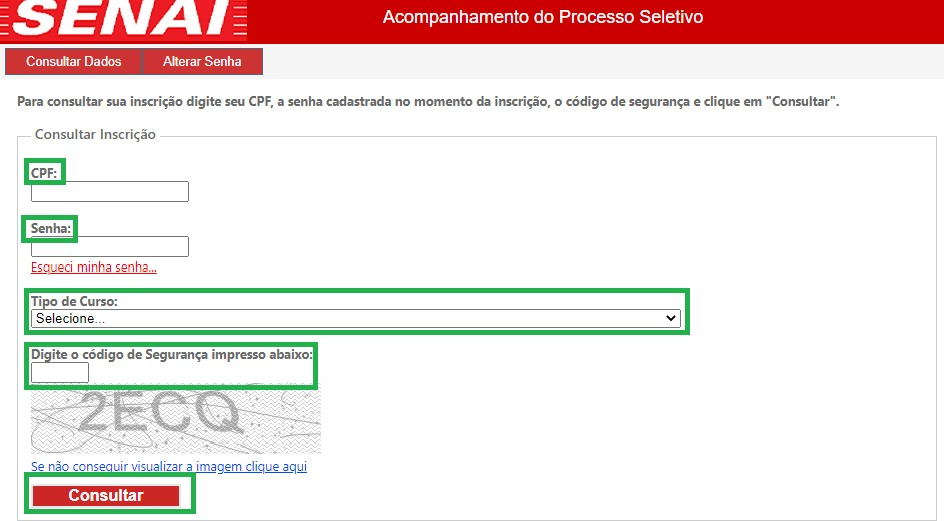 SENAI
Acompanhamento do Processo Seletivo
Consultar Dados Alterar Senha
Para consultar sua inscrição digite seu CPF, a senha cadastrada no momento da inscrição, o código de segurança e clique em "Consultar".
Consultar Inscrição
CPF:
Senha:
Esqueci minha senha...
Tipo de Curso:
Selecione...
Digite o código de Segurança impresso abaixo:
2ECQ
Se não conseguir visualizar a imagem clique aqui
Consultar